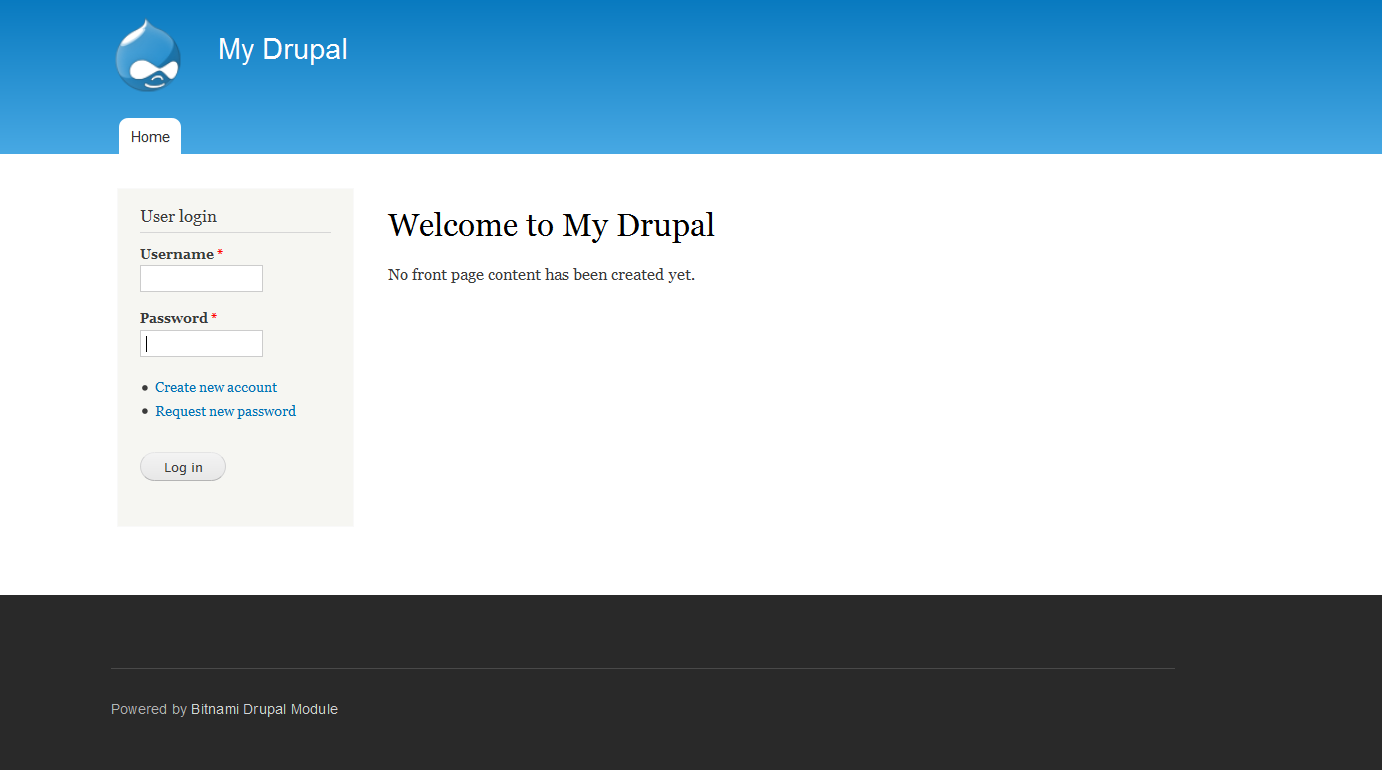 My Drupal
Home
User login
Username *
Password *
Create new account
Request new password
Log in
Welcome to My Drupal
No front page content has been created yet.
Powered by Bitnami Drupal Module